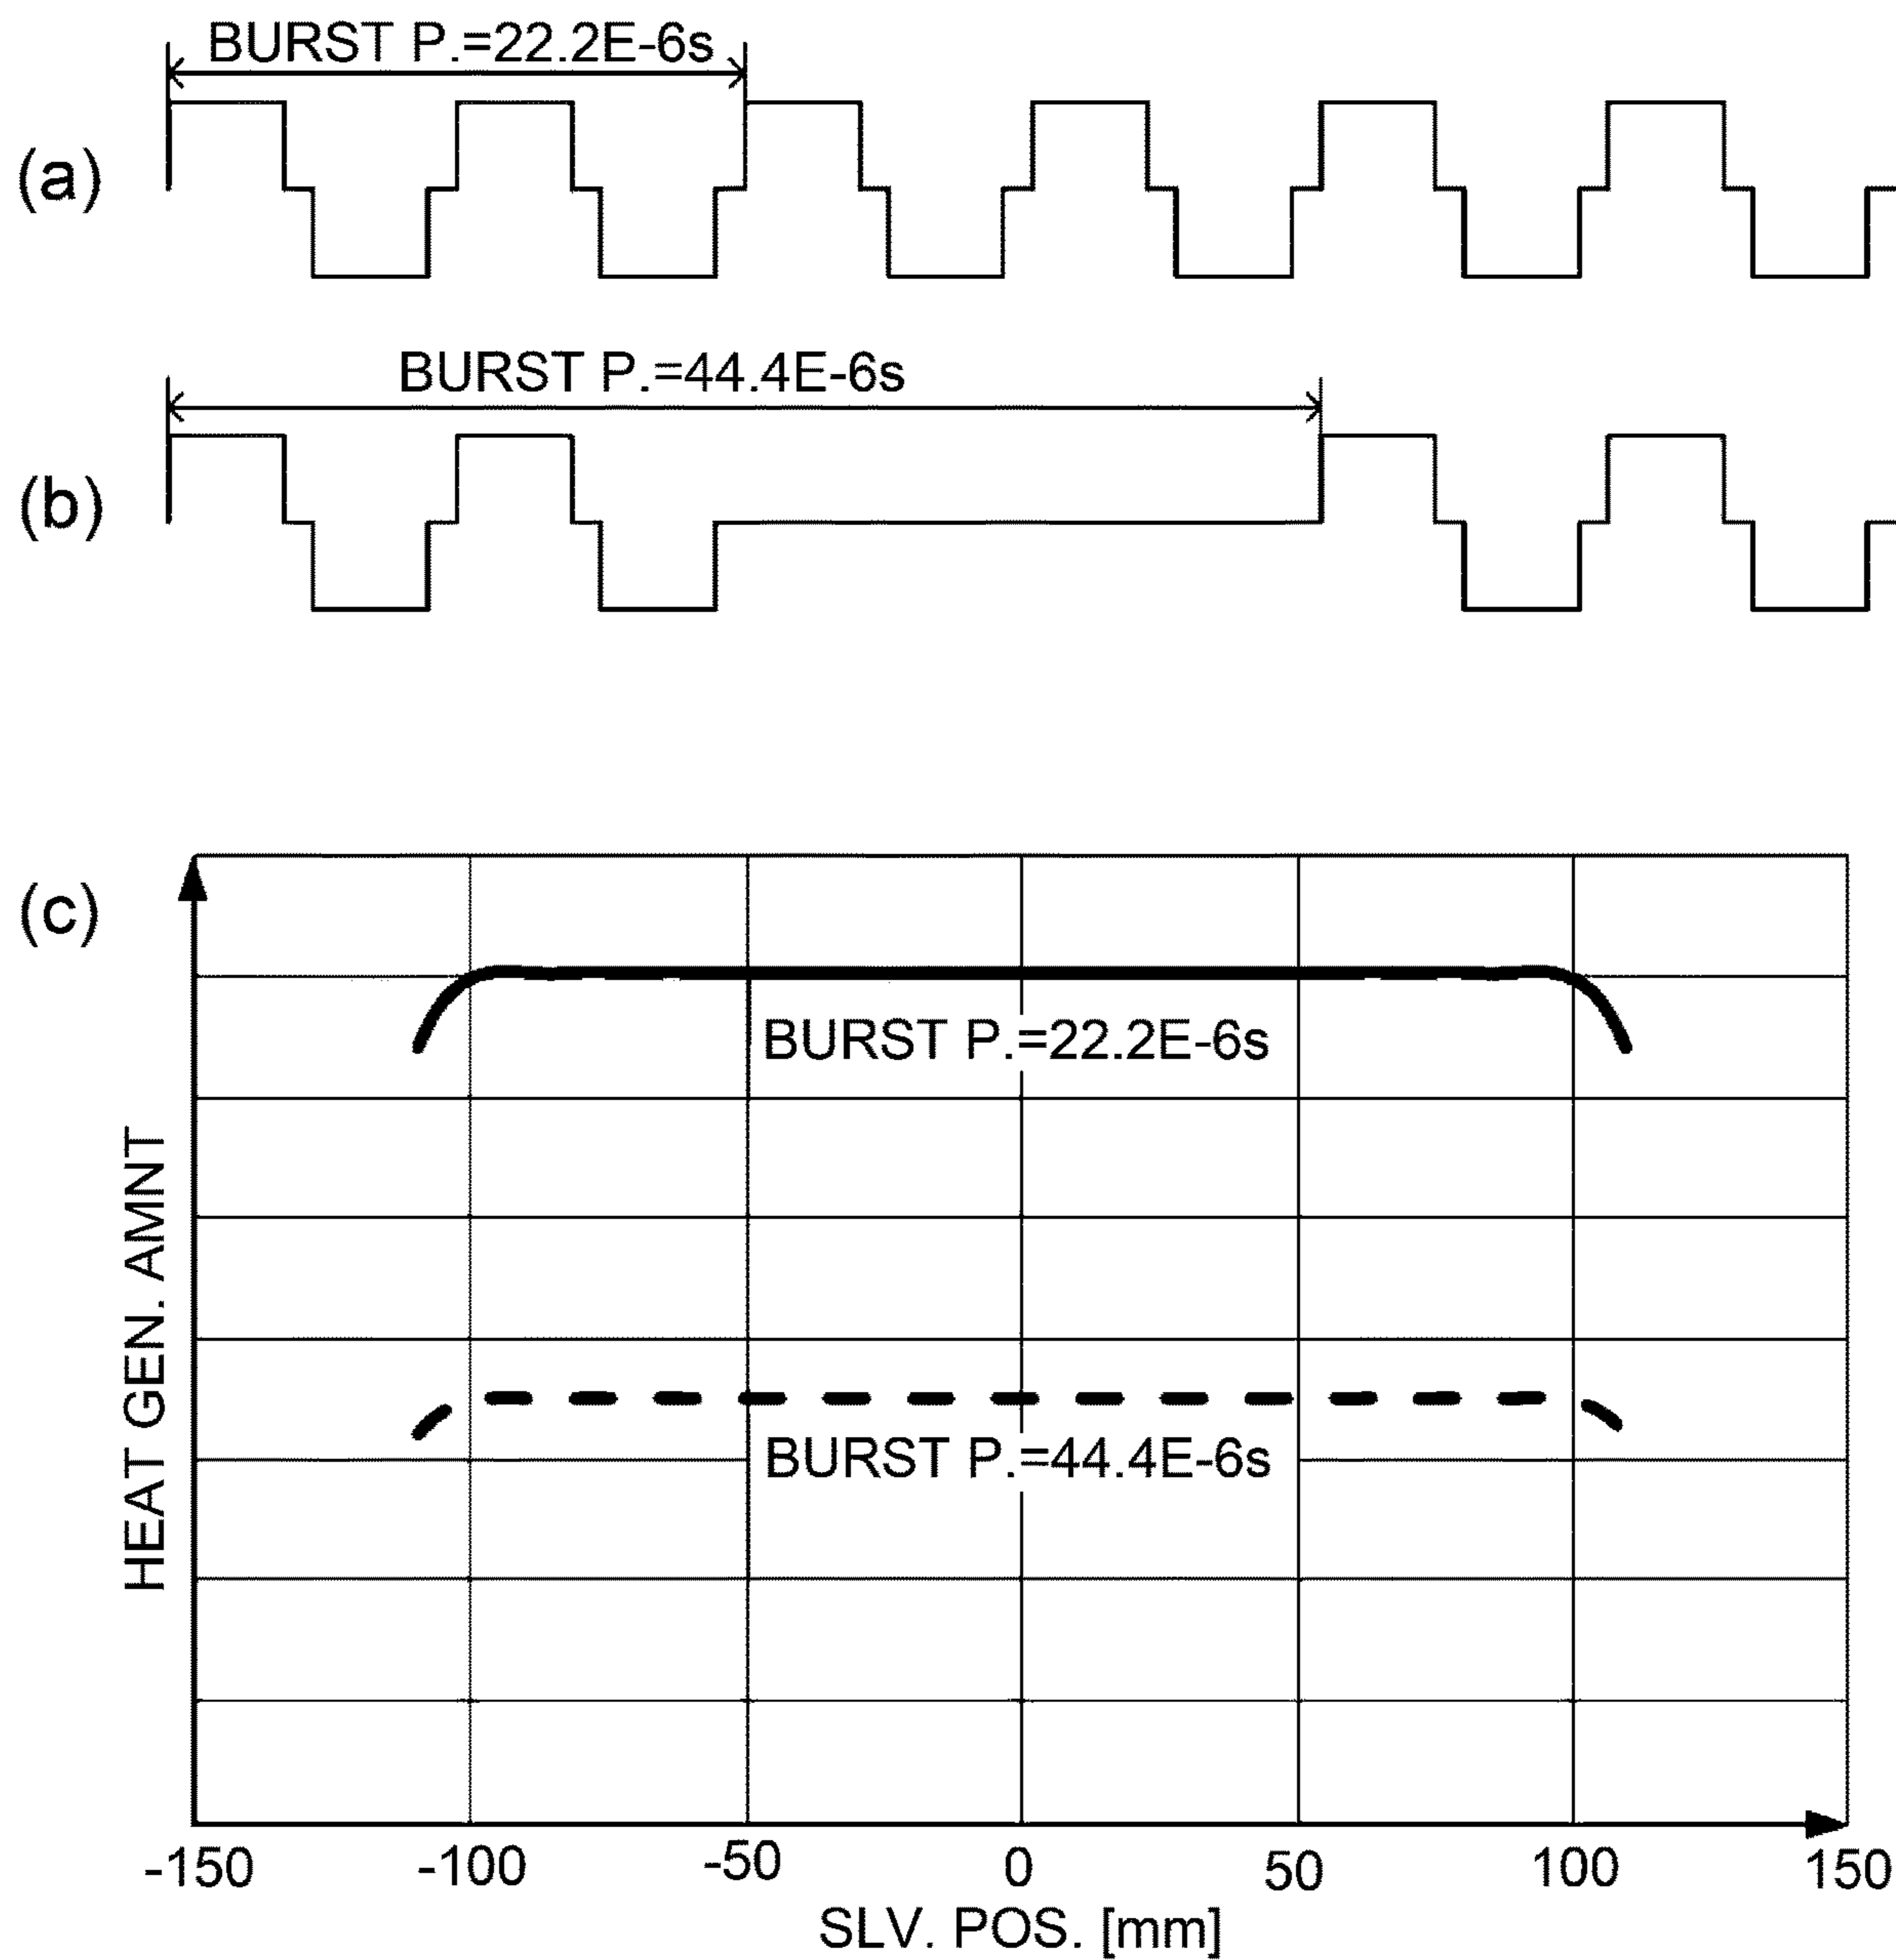 BURST P.=22.2E-6s
(a)
BURST P.=44.4E-6s
(b)
(c)
BURST P.=22.2E-6s
BURST P.=44.4E-6s
HEAT GEN. AMNT
-150 -100 -50 0 50 100 150
SLV. POS. [mm]